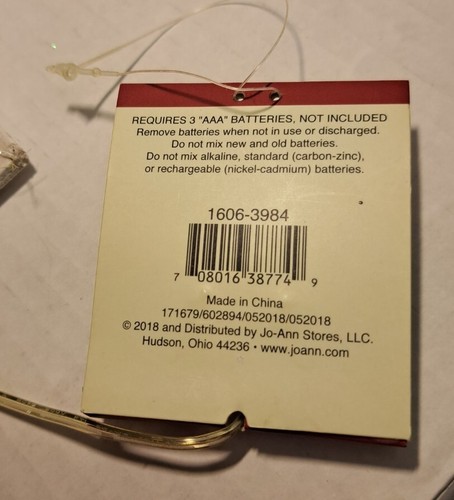 REQUIRES 3 "AAA" BATTERIES, NOT INCLUDED
Remove batteries when not in use or discharged.
Do not mix new and old batteries.
Do not mix alkaline, standard (carbon-zinc),
or rechargeable (nickel-cadmium) batteries.
1606-3984
7 08016 38774 9
Made in China
171679/602894/052018/052018
© 2018 and Distributed by Jo-Ann Stores, LLC.
Hudson, Ohio 44236 • www.joann.com